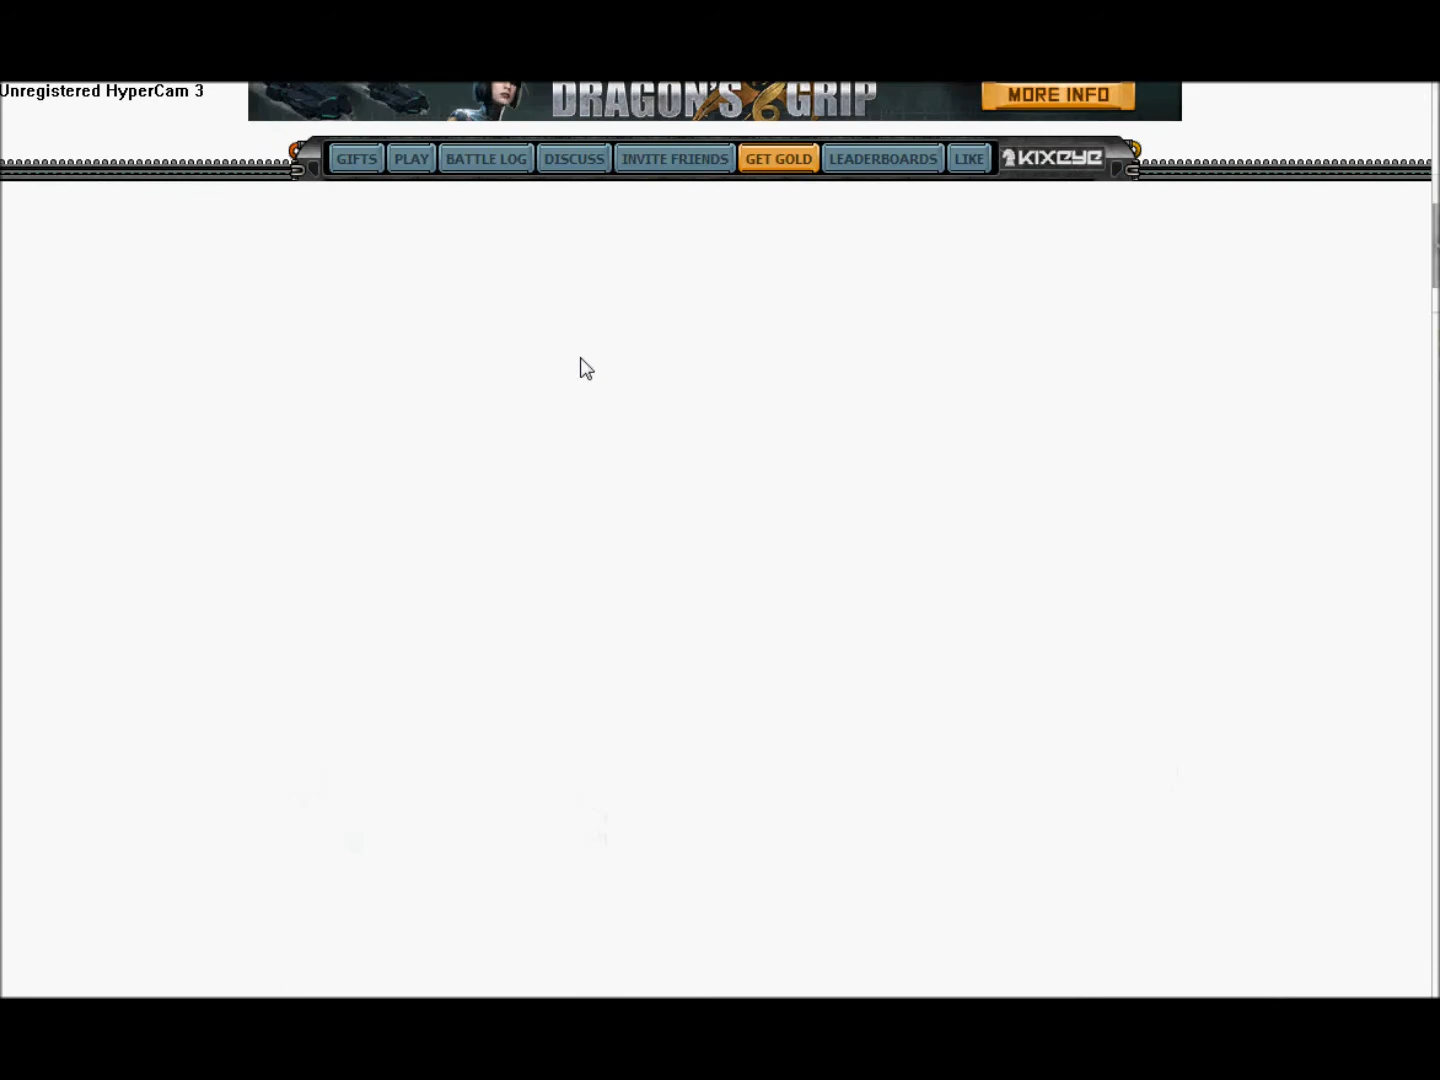 Unregistered HyperCam 3
DRAGON'S GRIP
MORE INFO
GIFTS PLAY BATTLE LOG DISCUSS INVITE FRIENDS GET GOLD LEADERBOARDS LIKE KIXEYE